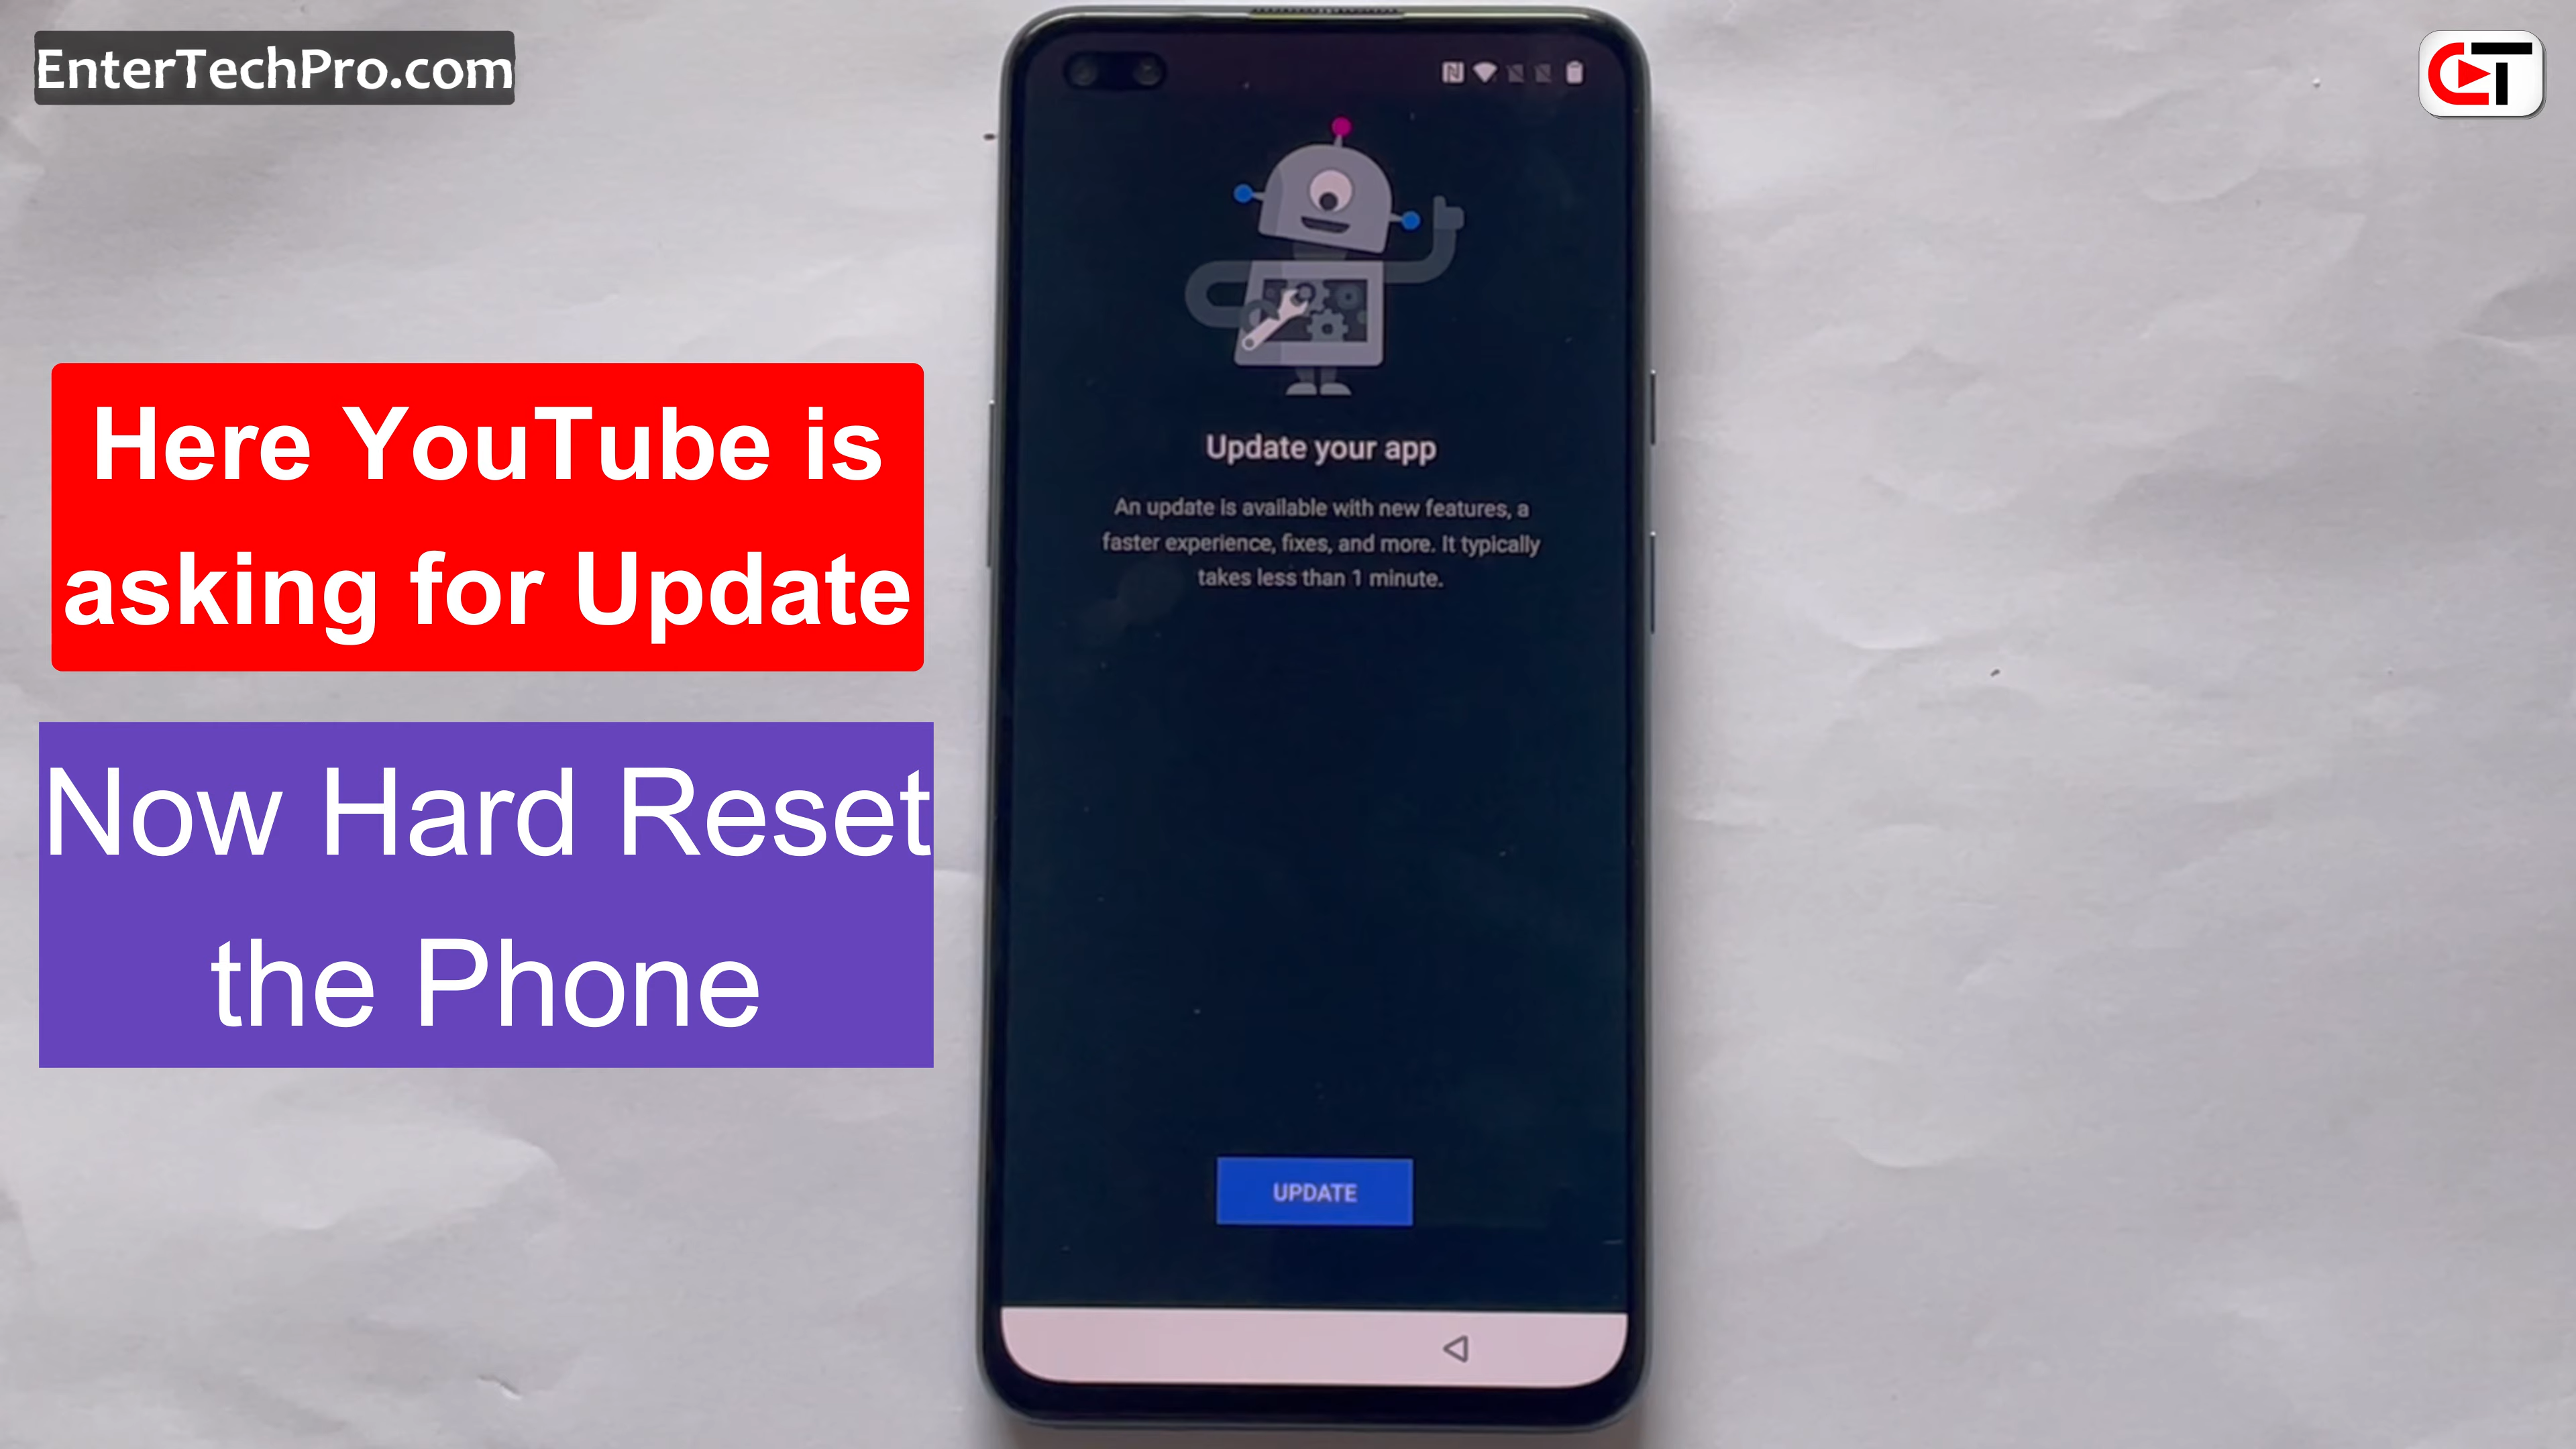 EnterTechPro.com
Here YouTube is
asking for Update
Now Hard Reset
the Phone
Update your app
An update is available with new features, a
faster experience, fixes, and more. It typically
takes less than 1 minute.
UPDATE